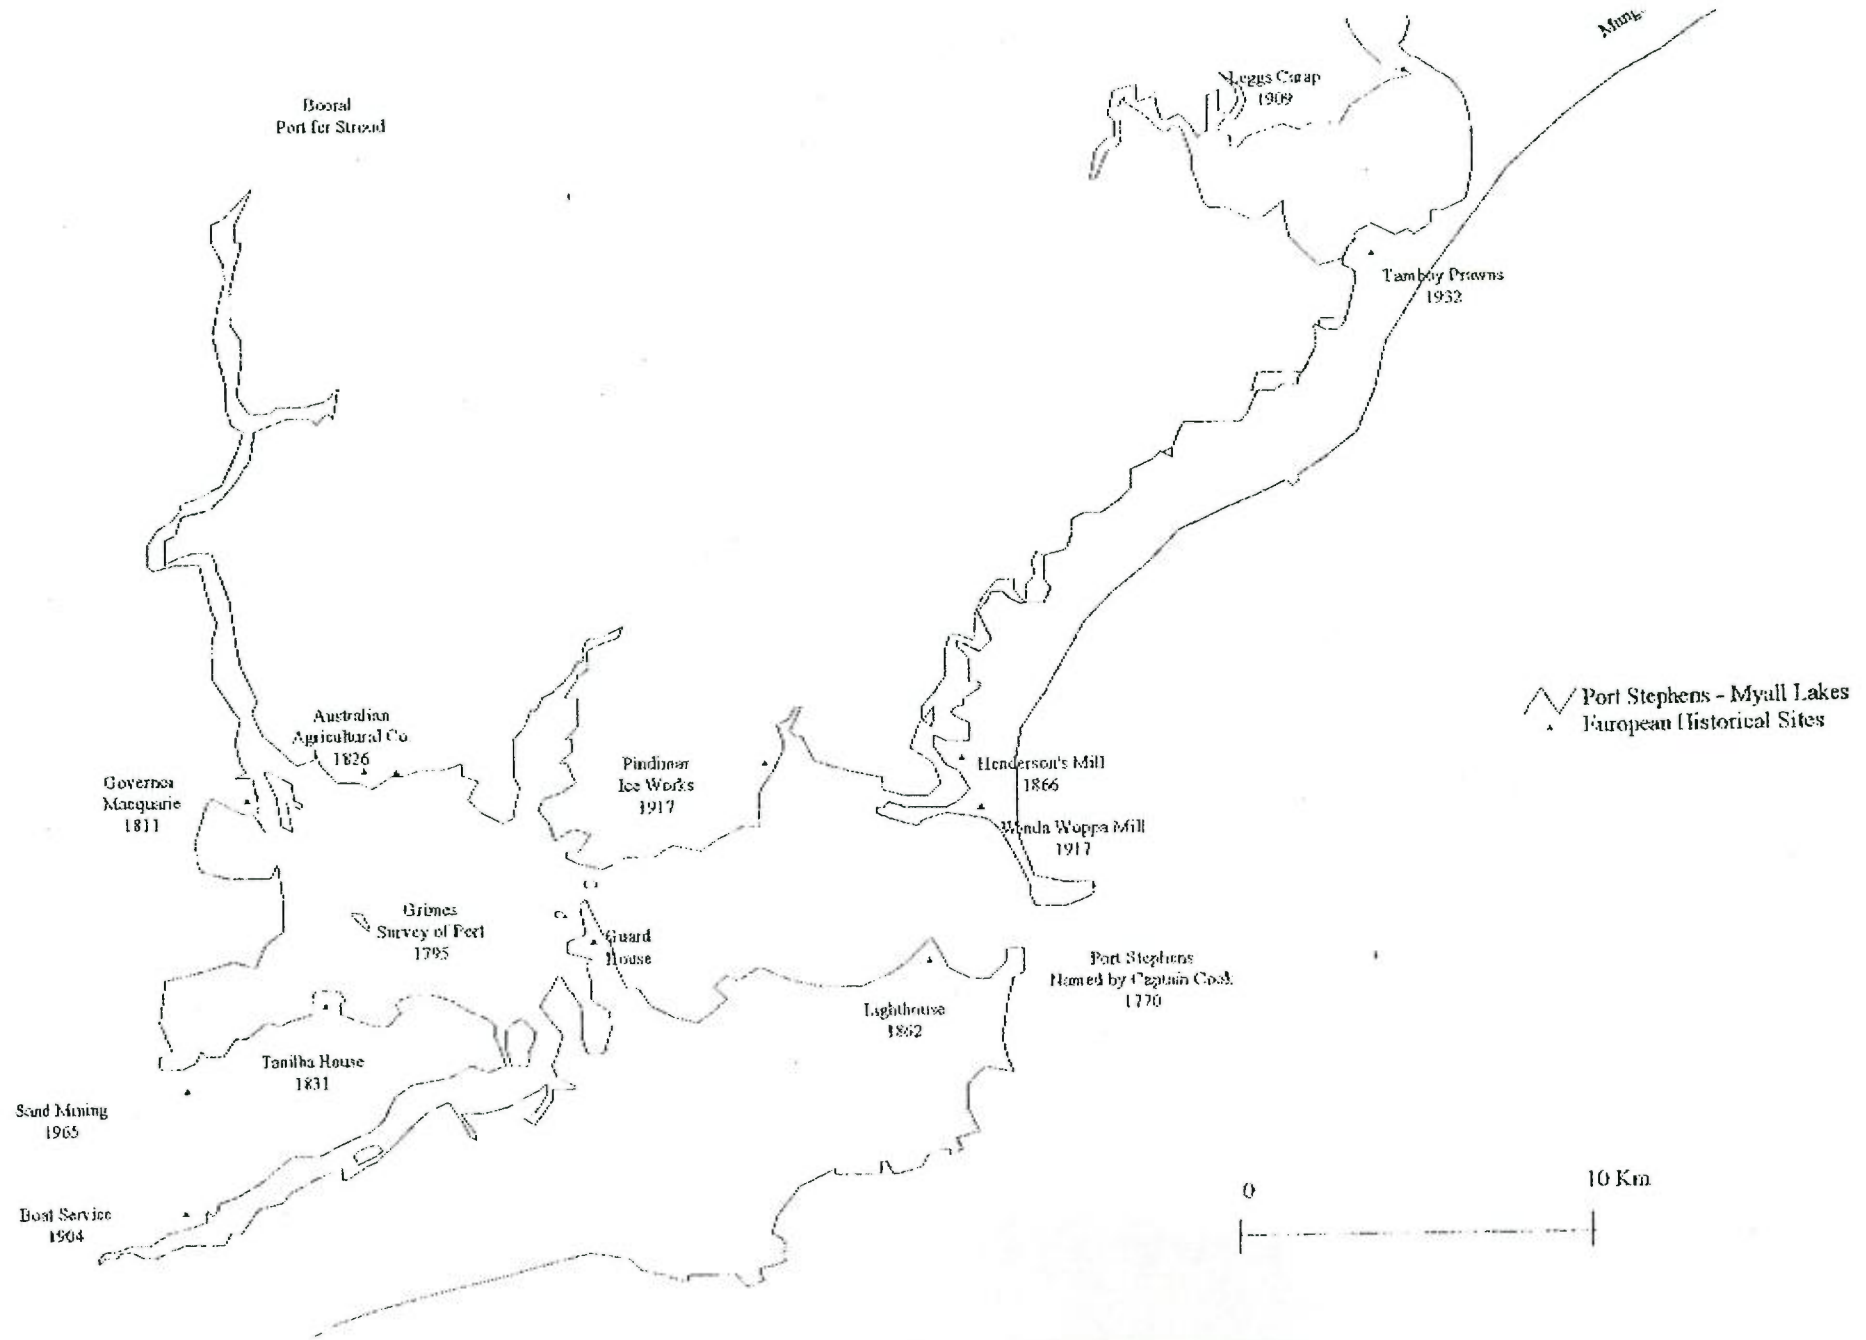 Mung
Leggs Camp
1909
Booral
Port for Stroud
Tamboy Prawns
1932
Port Stephens - Myall Lakes
European Historical Sites
Australian
Agricultural Co
1826
Governor
Macquarie
1811
Pindimar
Ice Works
1917
Henderson's Mill
1866
Winda Woppa Mill
1917
Grimes
Survey of Port
1795
Guard
House
Port Stephens
Named by Captain Cook
1770
Lighthouse
1862
Tanilba House
1831
Sand Mining
1965
Boat Service
1904
0
10 Km